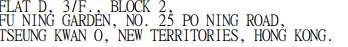 FLAT D, 3/F., BLOCK 2,
FU NING GARDEN, NO. 25 PO NING ROAD,
TSEUNG KWAN O, NEW TERRITORIES, HONG KONG.